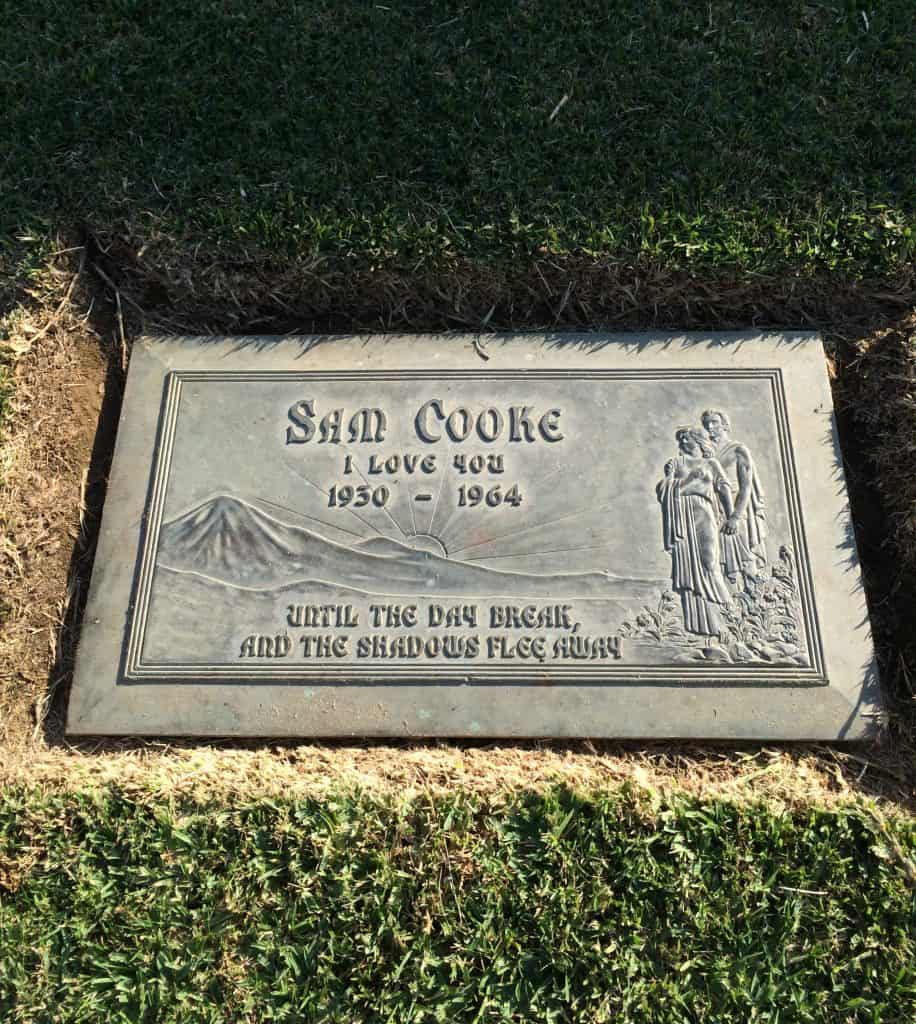 Sam Cooke
I LOVE YOU
1930 - 1964
UNTIL THE DAY BREAK,
AND THE SHADOWS FLEE AWAY